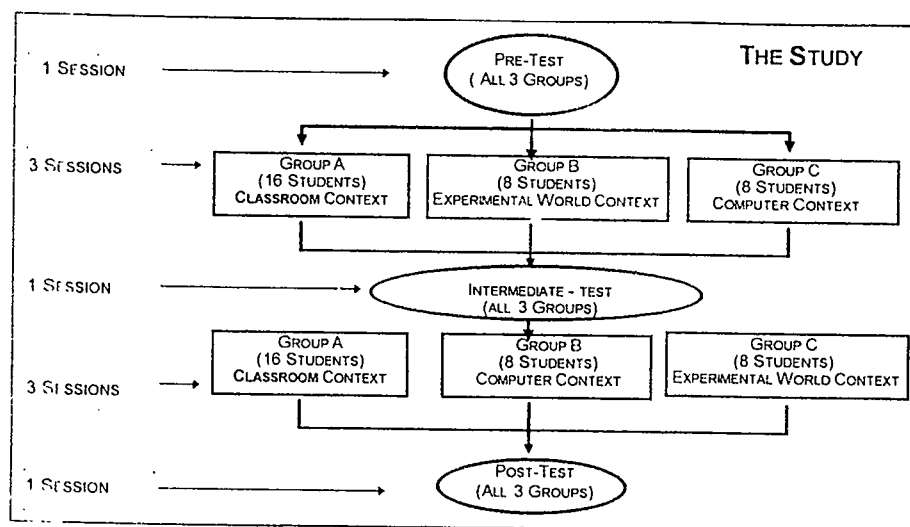 THE STUDY
1 SESSION
PRE-TEST
( ALL 3 GROUPS)
3 SESSIONS
GROUP A
(16 STUDENTS)
CLASSROOM CONTEXT
GROUP B
(8 STUDENTS)
EXPERIMENTAL WORLD CONTEXT
GROUP C
(8 STUDENTS)
COMPUTER CONTEXT
1 SESSION
INTERMEDIATE - TEST
(ALL 3 GROUPS)
3 SESSIONS
GROUP A
(16 STUDENTS)
CLASSROOM CONTEXT
GROUP B
(8 STUDENTS)
COMPUTER CONTEXT
GROUP C
(8 STUDENTS)
EXPERIMENTAL WORLD CONTEXT
1 SESSION
POST-TEST
(ALL 3 GROUPS)